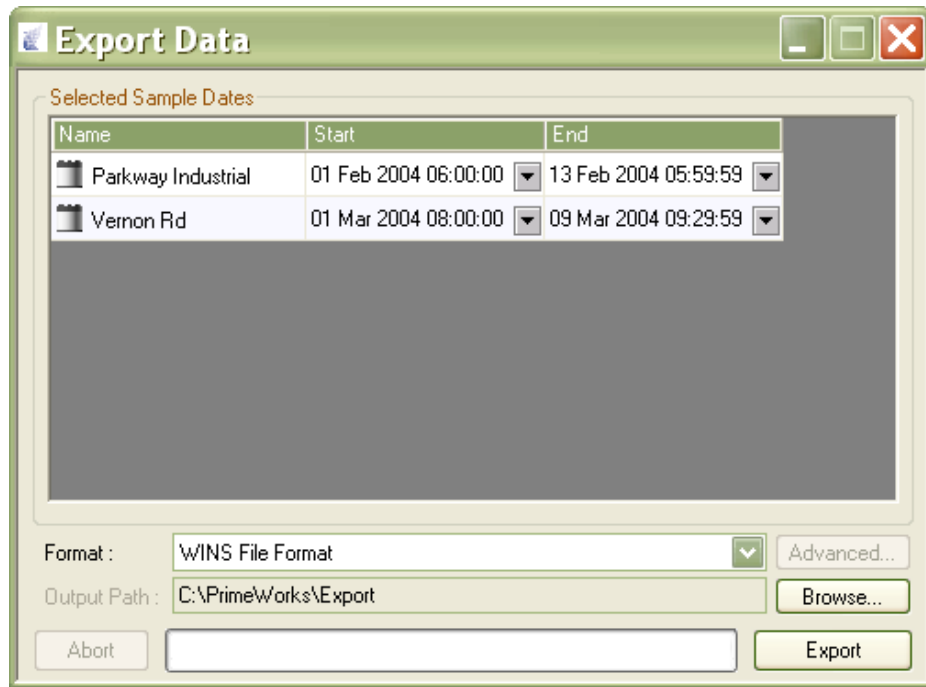 Export Data
Selected Sample Dates
Name Start End
Parkway Industrial 01 Feb 2004 06:00:00 13 Feb 2004 05:59:59
Vernon Rd 01 Mar 2004 08:00:00 09 Mar 2004 09:29:59
Format : WINS File Format Advanced...
Output Path : C:\PrimeWorks\Export Browse...
Abort Export